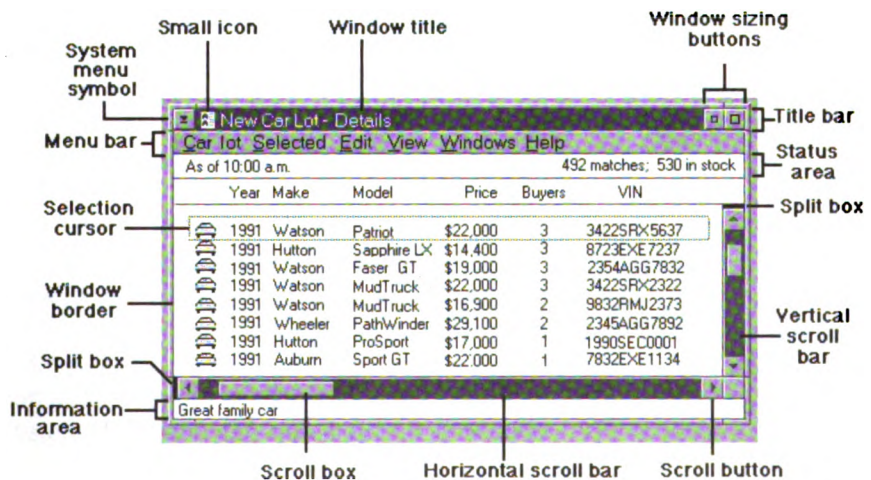 Small icon
Window title
Window sizing
buttons
System
menu
symbol
New Car Lot - Details
Title bar
Menu bar
Car lot Selected Edit View Windows Help
Status
area
As of 10:00 a.m.
492 matches; 530 in stock
Year Make Model Price Buyers VIN
Split box
Selection
cursor
1991 Watson Patriot $22,000 3 3422SRX5637
1991 Hutton Sapphire LX $14,400 3 8723EXE7237
1991 Watson Faser GT $19,000 3 2354AGG7832
1991 Watson MudTruck $22,000 3 3422SRX2322
1991 Watson MudTruck $16,900 2 9832RMJ2373
1991 Wheeler PathWinder $29,100 2 2345AGG7892
1991 Hutton ProSport $17,000 1 1990SEC0001
1991 Auburn Sport GT $22,000 1 7832EXE1134
Window
border
Vertical
scroll
bar
Split box
Information
area
Great family car
Scroll box
Horizontal scroll bar
Scroll button